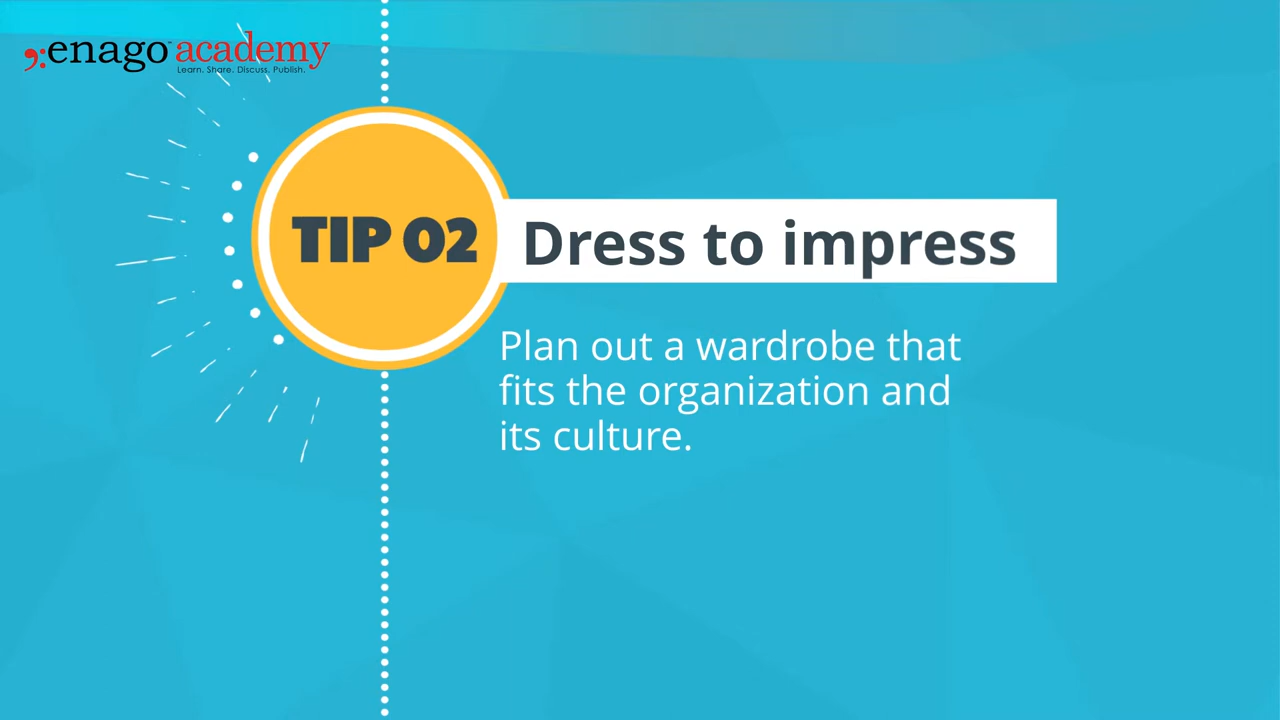 enago academy
Learn. Share. Discuss. Publish.
TIP 02
Dress to impress
Plan out a wardrobe that
fits the organization and
its culture.